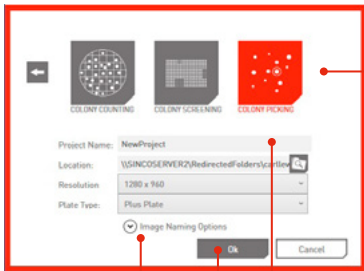 COLONY COUNTING COLONY SCREENING COLONY PICKING
Project Name: NewProject
Location: \\SINCOSERVER2\RedirectedFolders\carllew
Resolution 1280 x 960
Plate Type: Plus Plate
Image Naming Options
Ok Cancel